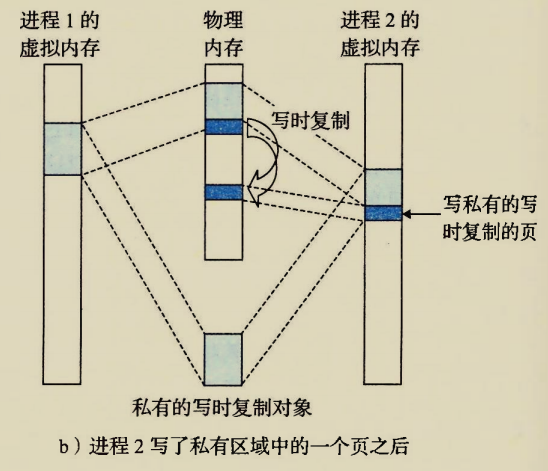 进程 1 的
虚拟内存
物理
内存
进程 2 的
虚拟内存
写时复制
写私有的写
时复制的页
私有的写时复制对象
b）进程 2 写了私有区域中的一个页之后